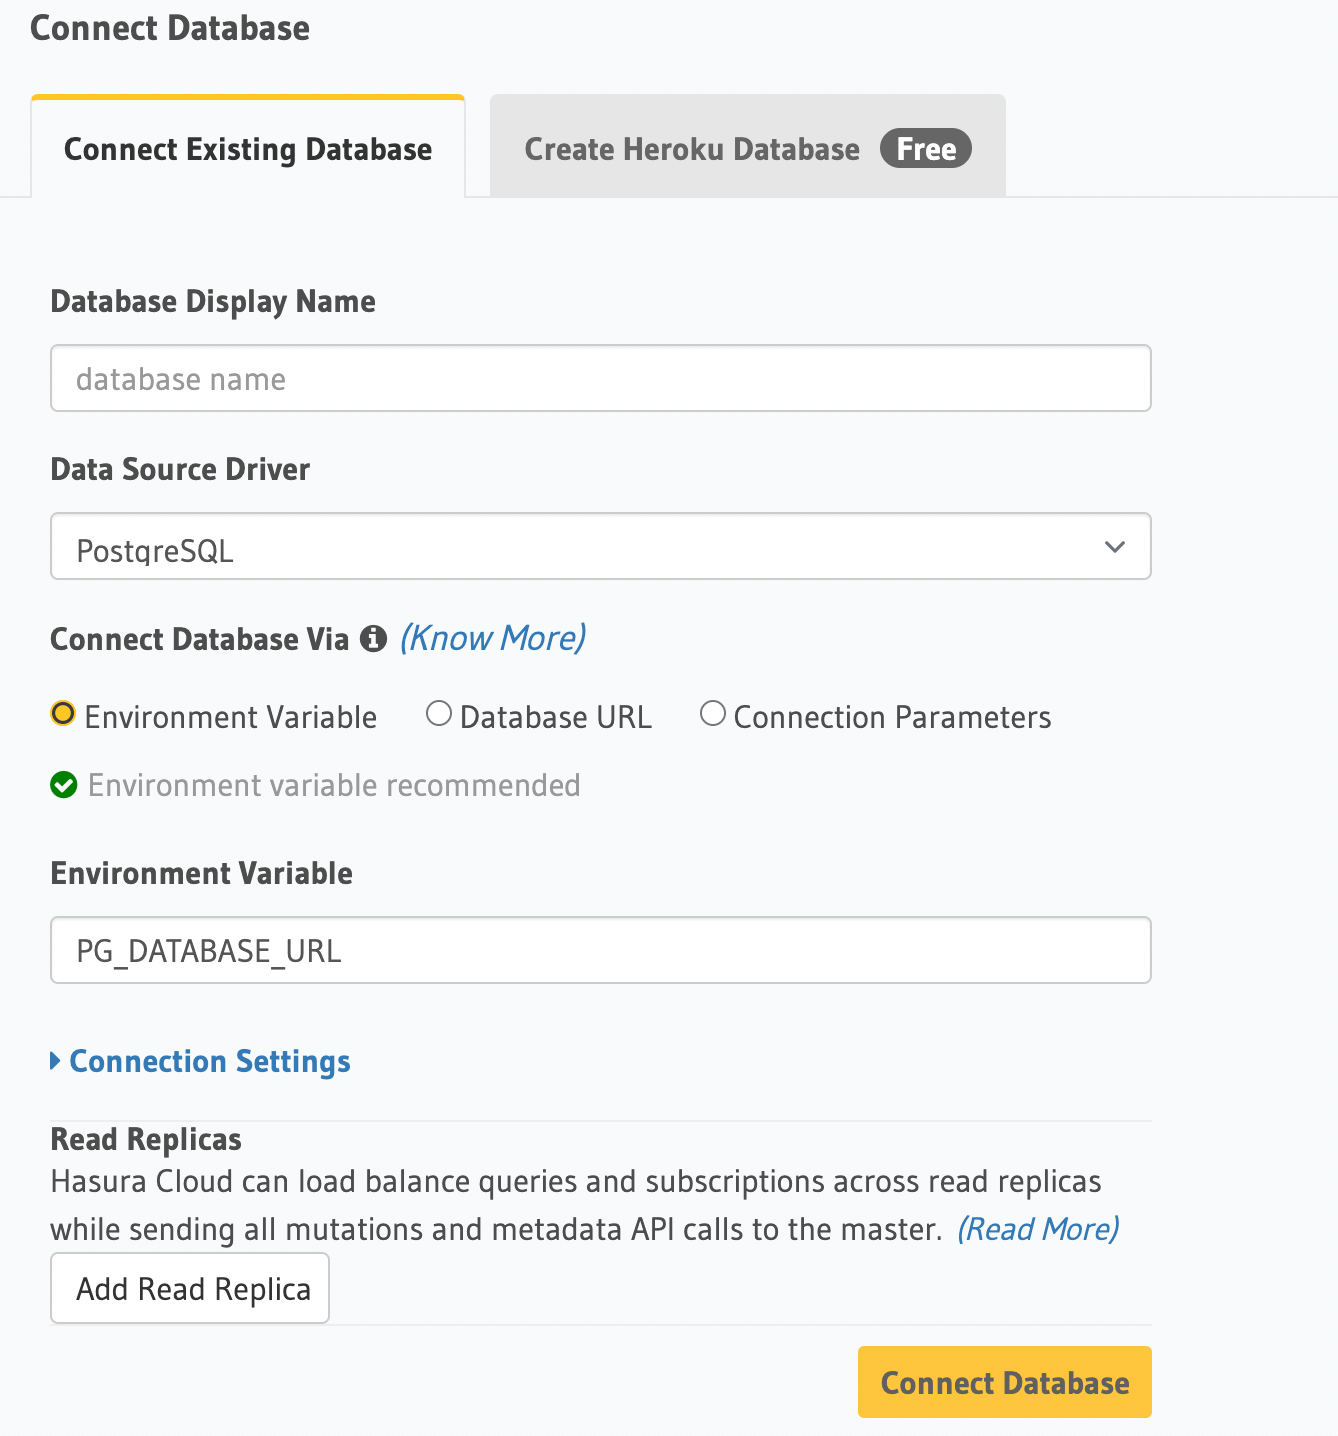 Connect Database
Connect Existing Database
Create Heroku Database Free
Database Display Name
database name
Data Source Driver
PostgreSQL
Connect Database Via (Know More)
Environment Variable Database URL Connection Parameters
Environment variable recommended
Environment Variable
PG_DATABASE_URL
Connection Settings
Read Replicas
Hasura Cloud can load balance queries and subscriptions across read replicas
while sending all mutations and metadata API calls to the master. (Read More)
Add Read Replica
Connect Database